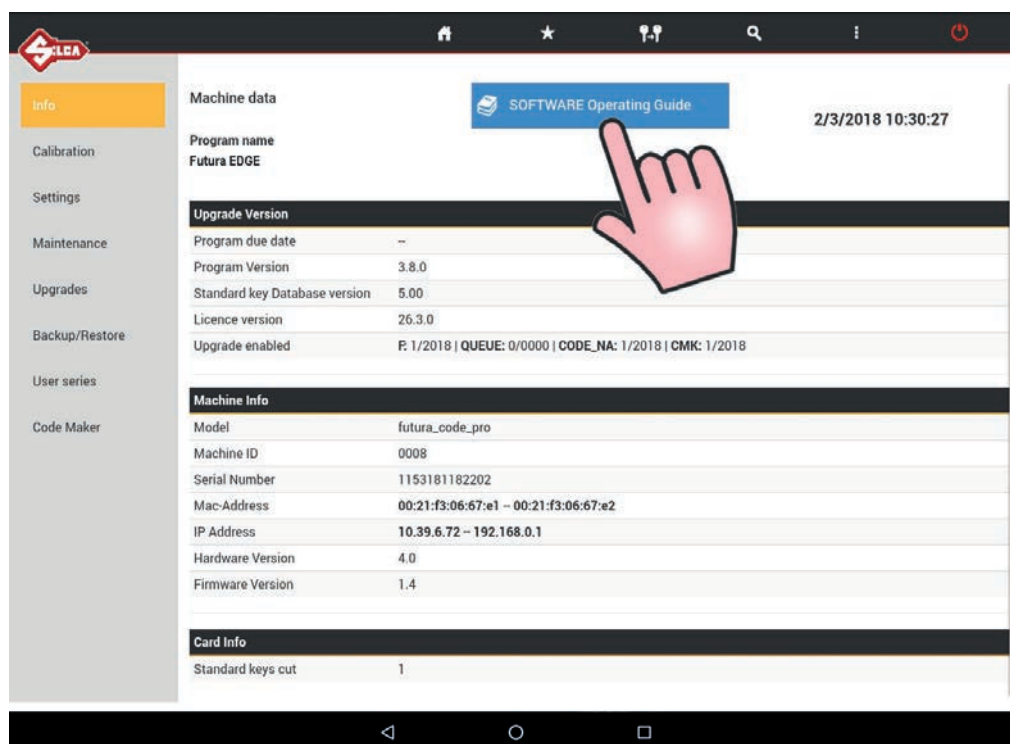 SILCA
Info
Calibration
Settings
Maintenance
Upgrades
Backup/Restore
User series
Code Maker
Machine data
SOFTWARE Operating Guide
2/3/2018 10:30:27
Program name
Futura EDGE
Upgrade Version
Program due date --
Program Version 3.8.0
Standard key Database version 5.00
Licence version 26.3.0
Upgrade enabled P: 1/2018 | QUEUE: 0/0000 | CODE_NA: 1/2018 | CMK: 1/2018
Machine Info
Model futura_code_pro
Machine ID 0008
Serial Number 1153181182202
Mac-Address 00:21:f3:06:67:e1 -- 00:21:f3:06:67:e2
IP Address 10.39.6.72 -- 192.168.0.1
Hardware Version 4.0
Firmware Version 1.4
Card Info
Standard keys cut 1